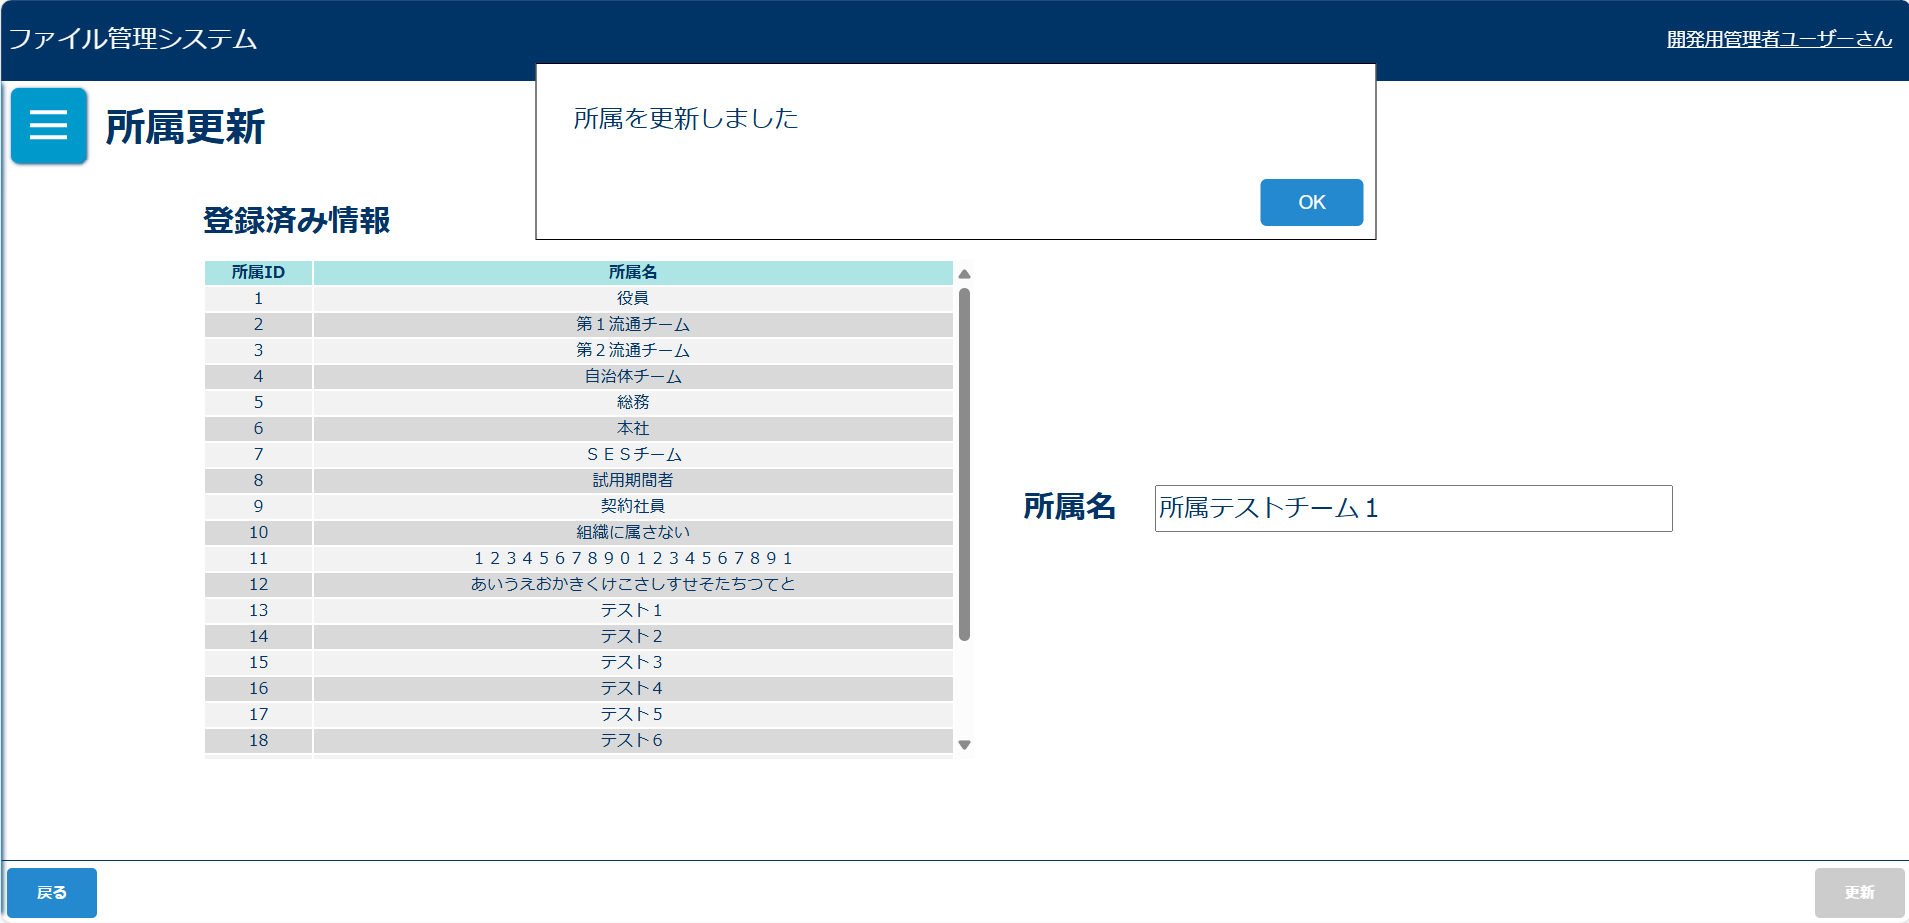 ファイル管理システム
開発用管理者ユーザーさん
所属更新
所属を更新しました
OK
登録済み情報
所属ID 所属名
1 役員
2 第１流通チーム
3 第２流通チーム
4 自治体チーム
5 総務
6 本社
7 ＳＥＳチーム
8 試用期間者
9 契約社員
10 組織に属さない
11 １２３４５６７８９０１２３４５６７８９１
12 あいうえおかきくけこさしすせそたちつてと
13 テスト１
14 テスト２
15 テスト３
16 テスト４
17 テスト５
18 テスト６
所属名 所属テストチーム１
戻る
更新